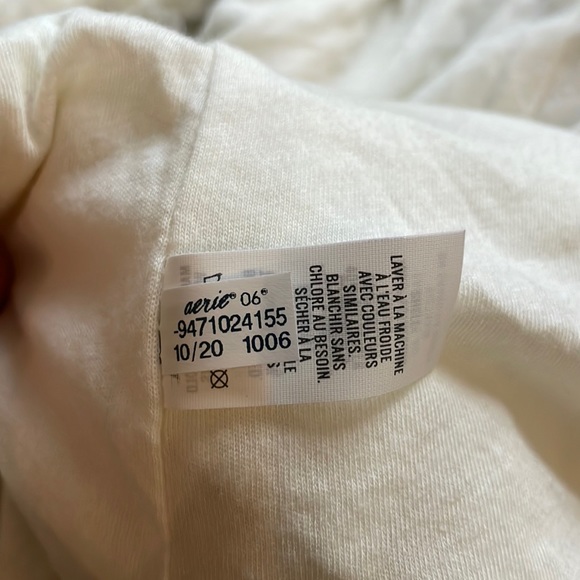 aerie® 06®
-9471024155
10/20 1006
LAVER À LA MACHINE
À L'EAU FROIDE
AVEC COULEURS
SIMILAIRES.
BLANCHIR SANS
CHLORE AU BESOIN.
SÉCHER À LA
LE